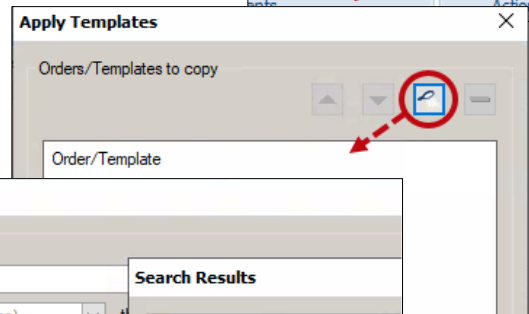 Apply Templates
Orders/Templates to copy
Order/Template
Search Results